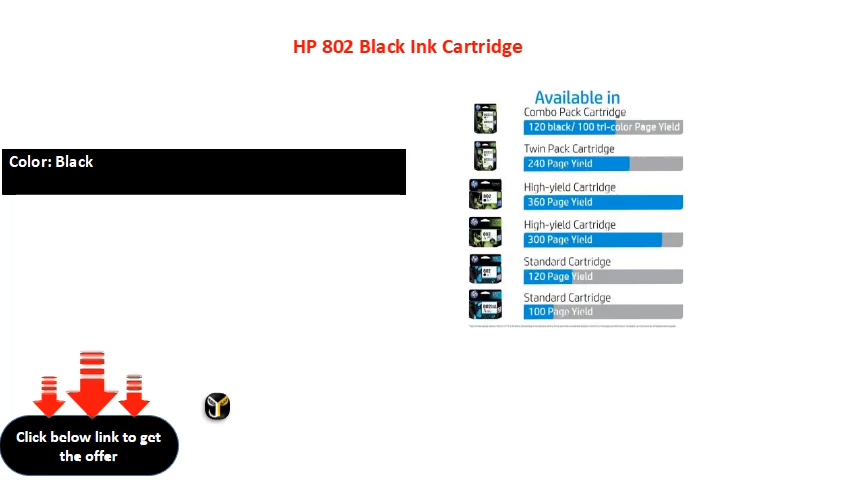 HP 802 Black Ink Cartridge
Available in
Combo Pack Cartridge
120 black/ 100 tri-color Page Yield
Color: Black
Twin Pack Cartridge
240 Page Yield
High-yield Cartridge
802
360 Page Yield
High-yield Cartridge
300 Page Yield
Standard Cartridge
120 Page Yield
Standard Cartridge
100 Page Yield
Click below link to get
the offer